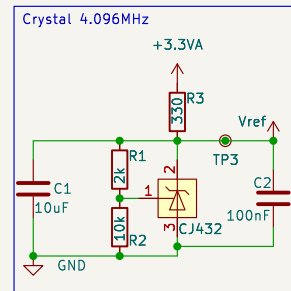 Crystal 4.096MHz
+3.3VA
330
R3
Vref
TP3
R1
2k
2
1
C1
10uF
C2
100nF
10k
R2
3
CJ432
GND